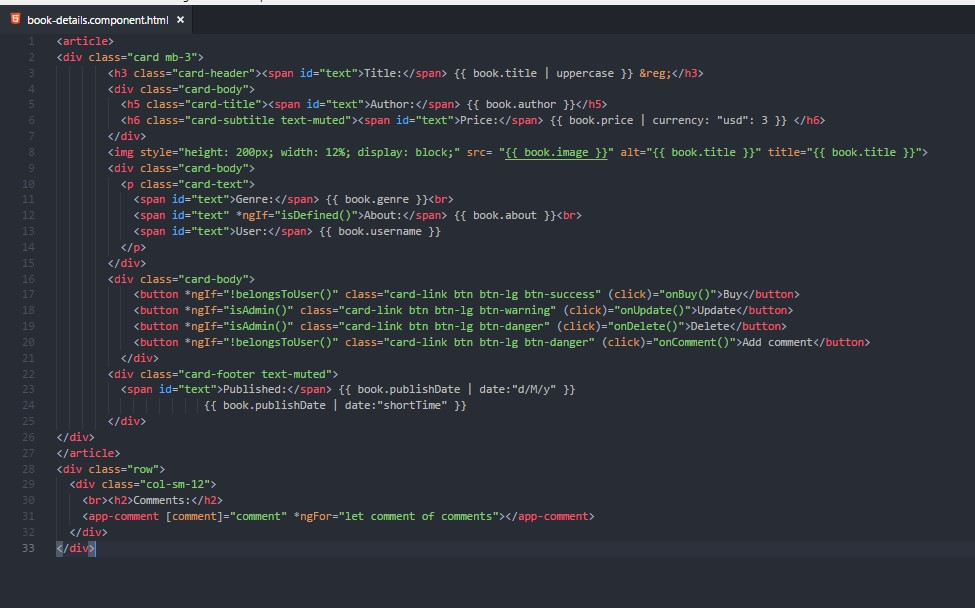 book-details.component.html ×
1 <article>
2 <div class="card mb-3">
3 <h3 class="card-header"><span id="text">Title:</span> {{ book.title | uppercase }} &reg;</h3>
4 <div class="card-body">
5 <h5 class="card-title"><span id="text">Author:</span> {{ book.author }}</h5>
6 <h6 class="card-subtitle text-muted"><span id="text">Price:</span> {{ book.price | currency: "usd": 3 }} </h6>
7 </div>
8 <img style="height: 200px; width: 12%; display: block;" src= "{{ book.image }}" alt="{{ book.title }}" title="{{ book.title }}">
9 <div class="card-body">
10 <p class="card-text">
11 <span id="text">Genre:</span> {{ book.genre }}<br>
12 <span id="text" *ngIf="isDefined()">About:</span> {{ book.about }}<br>
13 <span id="text">User:</span> {{ book.username }}
14 </p>
15 </div>
16 <div class="card-body">
17 <button *ngIf="!belongsToUser()" class="card-link btn btn-lg btn-success" (click)="onBuy()">Buy</button>
18 <button *ngIf="isAdmin()" class="card-link btn btn-lg btn-warning" (click)="onUpdate()">Update</button>
19 <button *ngIf="isAdmin()" class="card-link btn btn-lg btn-danger" (click)="onDelete()">Delete</button>
20 <button *ngIf="!belongsToUser()" class="card-link btn btn-lg btn-danger" (click)="onComment()">Add comment</button>
21 </div>
22 <div class="card-footer text-muted">
23 <span id="text">Published:</span> {{ book.publishDate | date:"d/M/y" }}
24 {{ book.publishDate | date:"shortTime" }}
25 </div>
26 </div>
27 </article>
28 <div class="row">
29 <div class="col-sm-12">
30 <br><h2>Comments:</h2>
31 <app-comment [comment]="comment" *ngFor="let comment of comments"></app-comment>
32 </div>
33 </div>